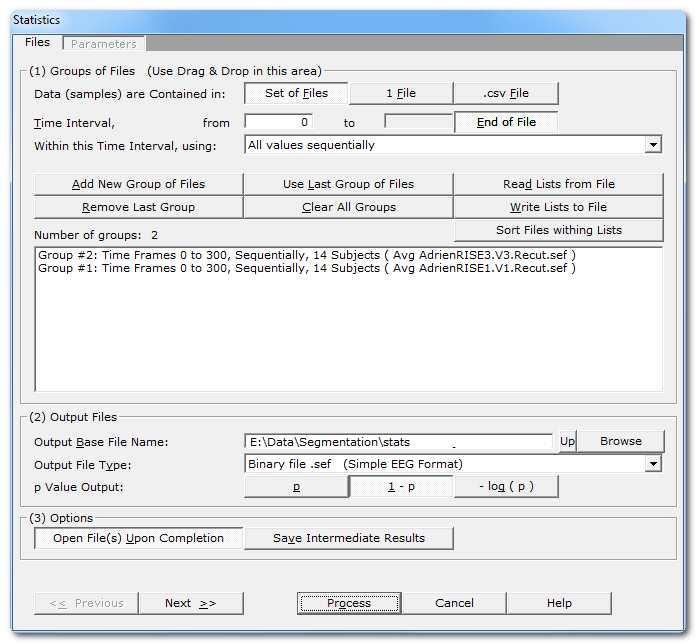 Statistics
Files Parameters
(1) Groups of Files (Use Drag & Drop in this area)
Data (samples) are Contained in: Set of Files 1 File .csv File
Time Interval, from 0 to End of File
Within this Time Interval, using: All values sequentially
Add New Group of Files Use Last Group of Files Read Lists from File
Remove Last Group Clear All Groups Write Lists to File
Sort Files withing Lists
Number of groups: 2
Group #2: Time Frames 0 to 300, Sequentially, 14 Subjects ( Avg AdrienRISE3.V3.Recut.sef )
Group #1: Time Frames 0 to 300, Sequentially, 14 Subjects ( Avg AdrienRISE1.V1.Recut.sef )
(2) Output Files
Output Base File Name: E:\Data\Segmentation\stats Up Browse
Output File Type: Binary file .sef (Simple EEG Format)
p Value Output: p 1 - p - log ( p )
(3) Options
Open File(s) Upon Completion Save Intermediate Results
<< Previous Next >> Process Cancel Help